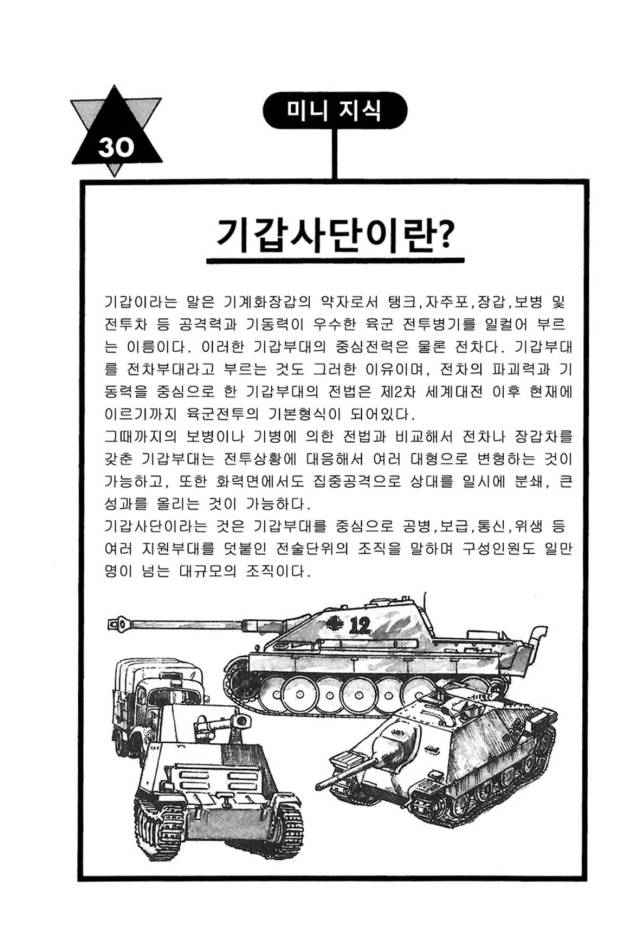 미니 지식
30
기갑사단이란?
기갑이라는 말은 기계화장갑의 약자로서 탱크,자주포,장갑,보병 및
전투차 등 공격력과 기동력이 우수한 육군 전투병기를 일컬어 부르
는 이름이다. 이러한 기갑부대의 중심전력은 물론 전차다. 기갑부대
를 전차부대라고 부르는 것도 그러한 이유이며, 전차의 파괴력과 기
동력을 중심으로 한 기갑부대의 전법은 제2차 세계대전 이후 현재에
이르기까지 육군전투의 기본형식이 되어있다.
그때까지의 보병이나 기병에 의한 전법과 비교해서 전차나 장갑차를
갖춘 기갑부대는 전투상황에 대응해서 여러 대형으로 변형하는 것이
가능하고, 또한 화력면에서도 집중공격으로 상대를 일시에 분쇄, 큰
성과를 올리는 것이 가능하다.
기갑사단이라는 것은 기갑부대를 중심으로 공병,보급,통신,위생 등
여러 지원부대를 덧붙인 전술단위의 조직을 말하며 구성인원도 일만
명이 넘는 대규모의 조직이다.
12